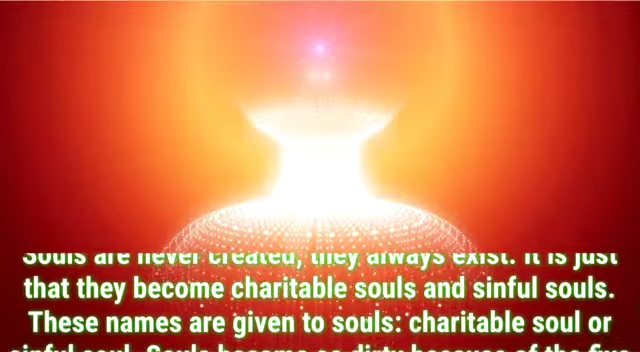 Souls are never created, they always exist. It is just
that they become charitable souls and sinful souls.
These names are given to souls: charitable soul or
sinful soul. Souls become so dirty because of the five